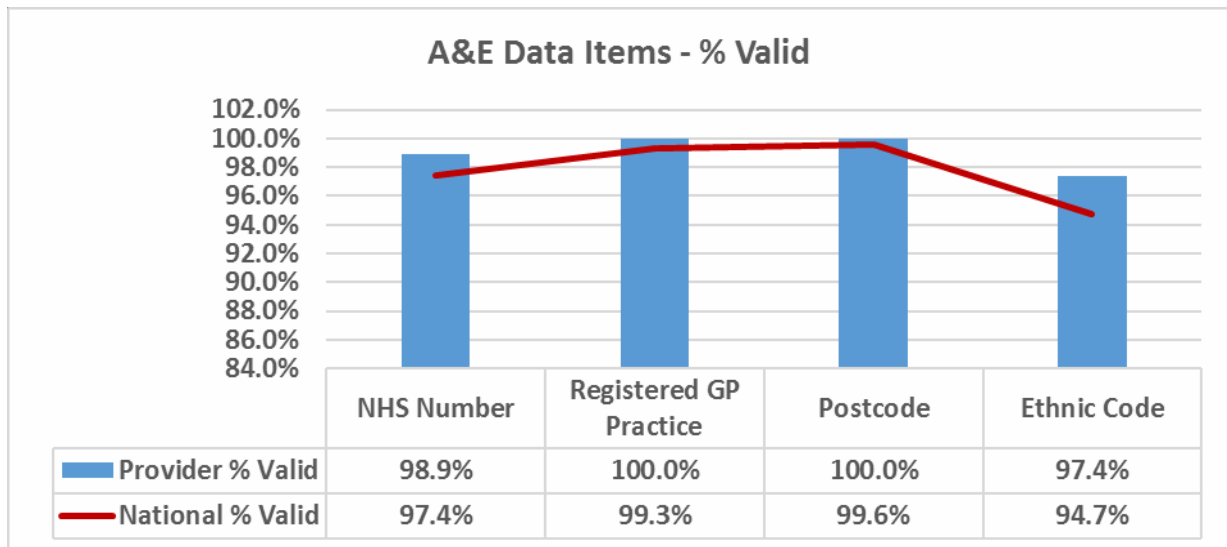 A&E Data Items - % Valid
102.0%
100.0%
98.0%
96.0%
94.0%
92.0%
90.0%
88.0%
86.0%
84.0%
NHS Number Registered GP Practice Postcode Ethnic Code
Provider % Valid 98.9% 100.0% 100.0% 97.4%
National % Valid 97.4% 99.3% 99.6% 94.7%